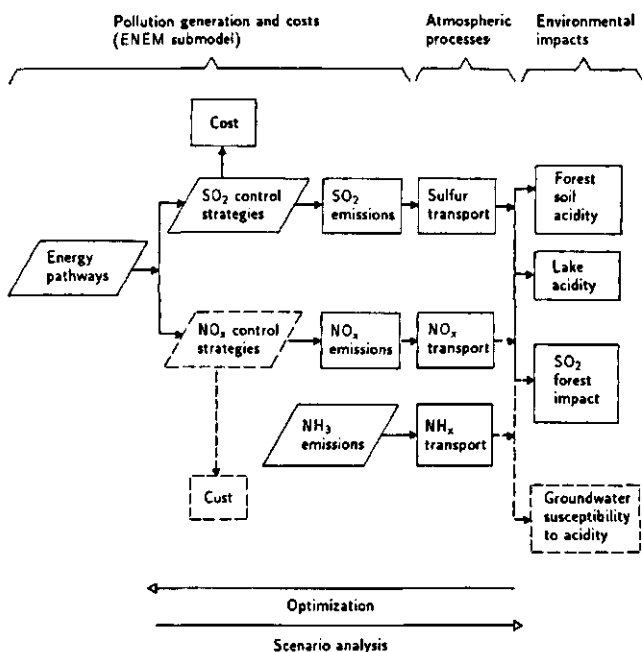 Pollution generation and costs
(ENEM submodel)
Atmospheric
processes
Environmental
impacts
Cost
SO₂ control
strategies
SO₂
emissions
Sulfur
transport
Forest
soil
acidity
Energy
pathways
Lake
acidity
NOₓ control
strategies
NOₓ
emissions
NOₓ
transport
SO₂
forest
impact
NH₃
emissions
NHₓ
transport
Cust
Groundwater
susceptibility
to acidity
Optimization
Scenario analysis